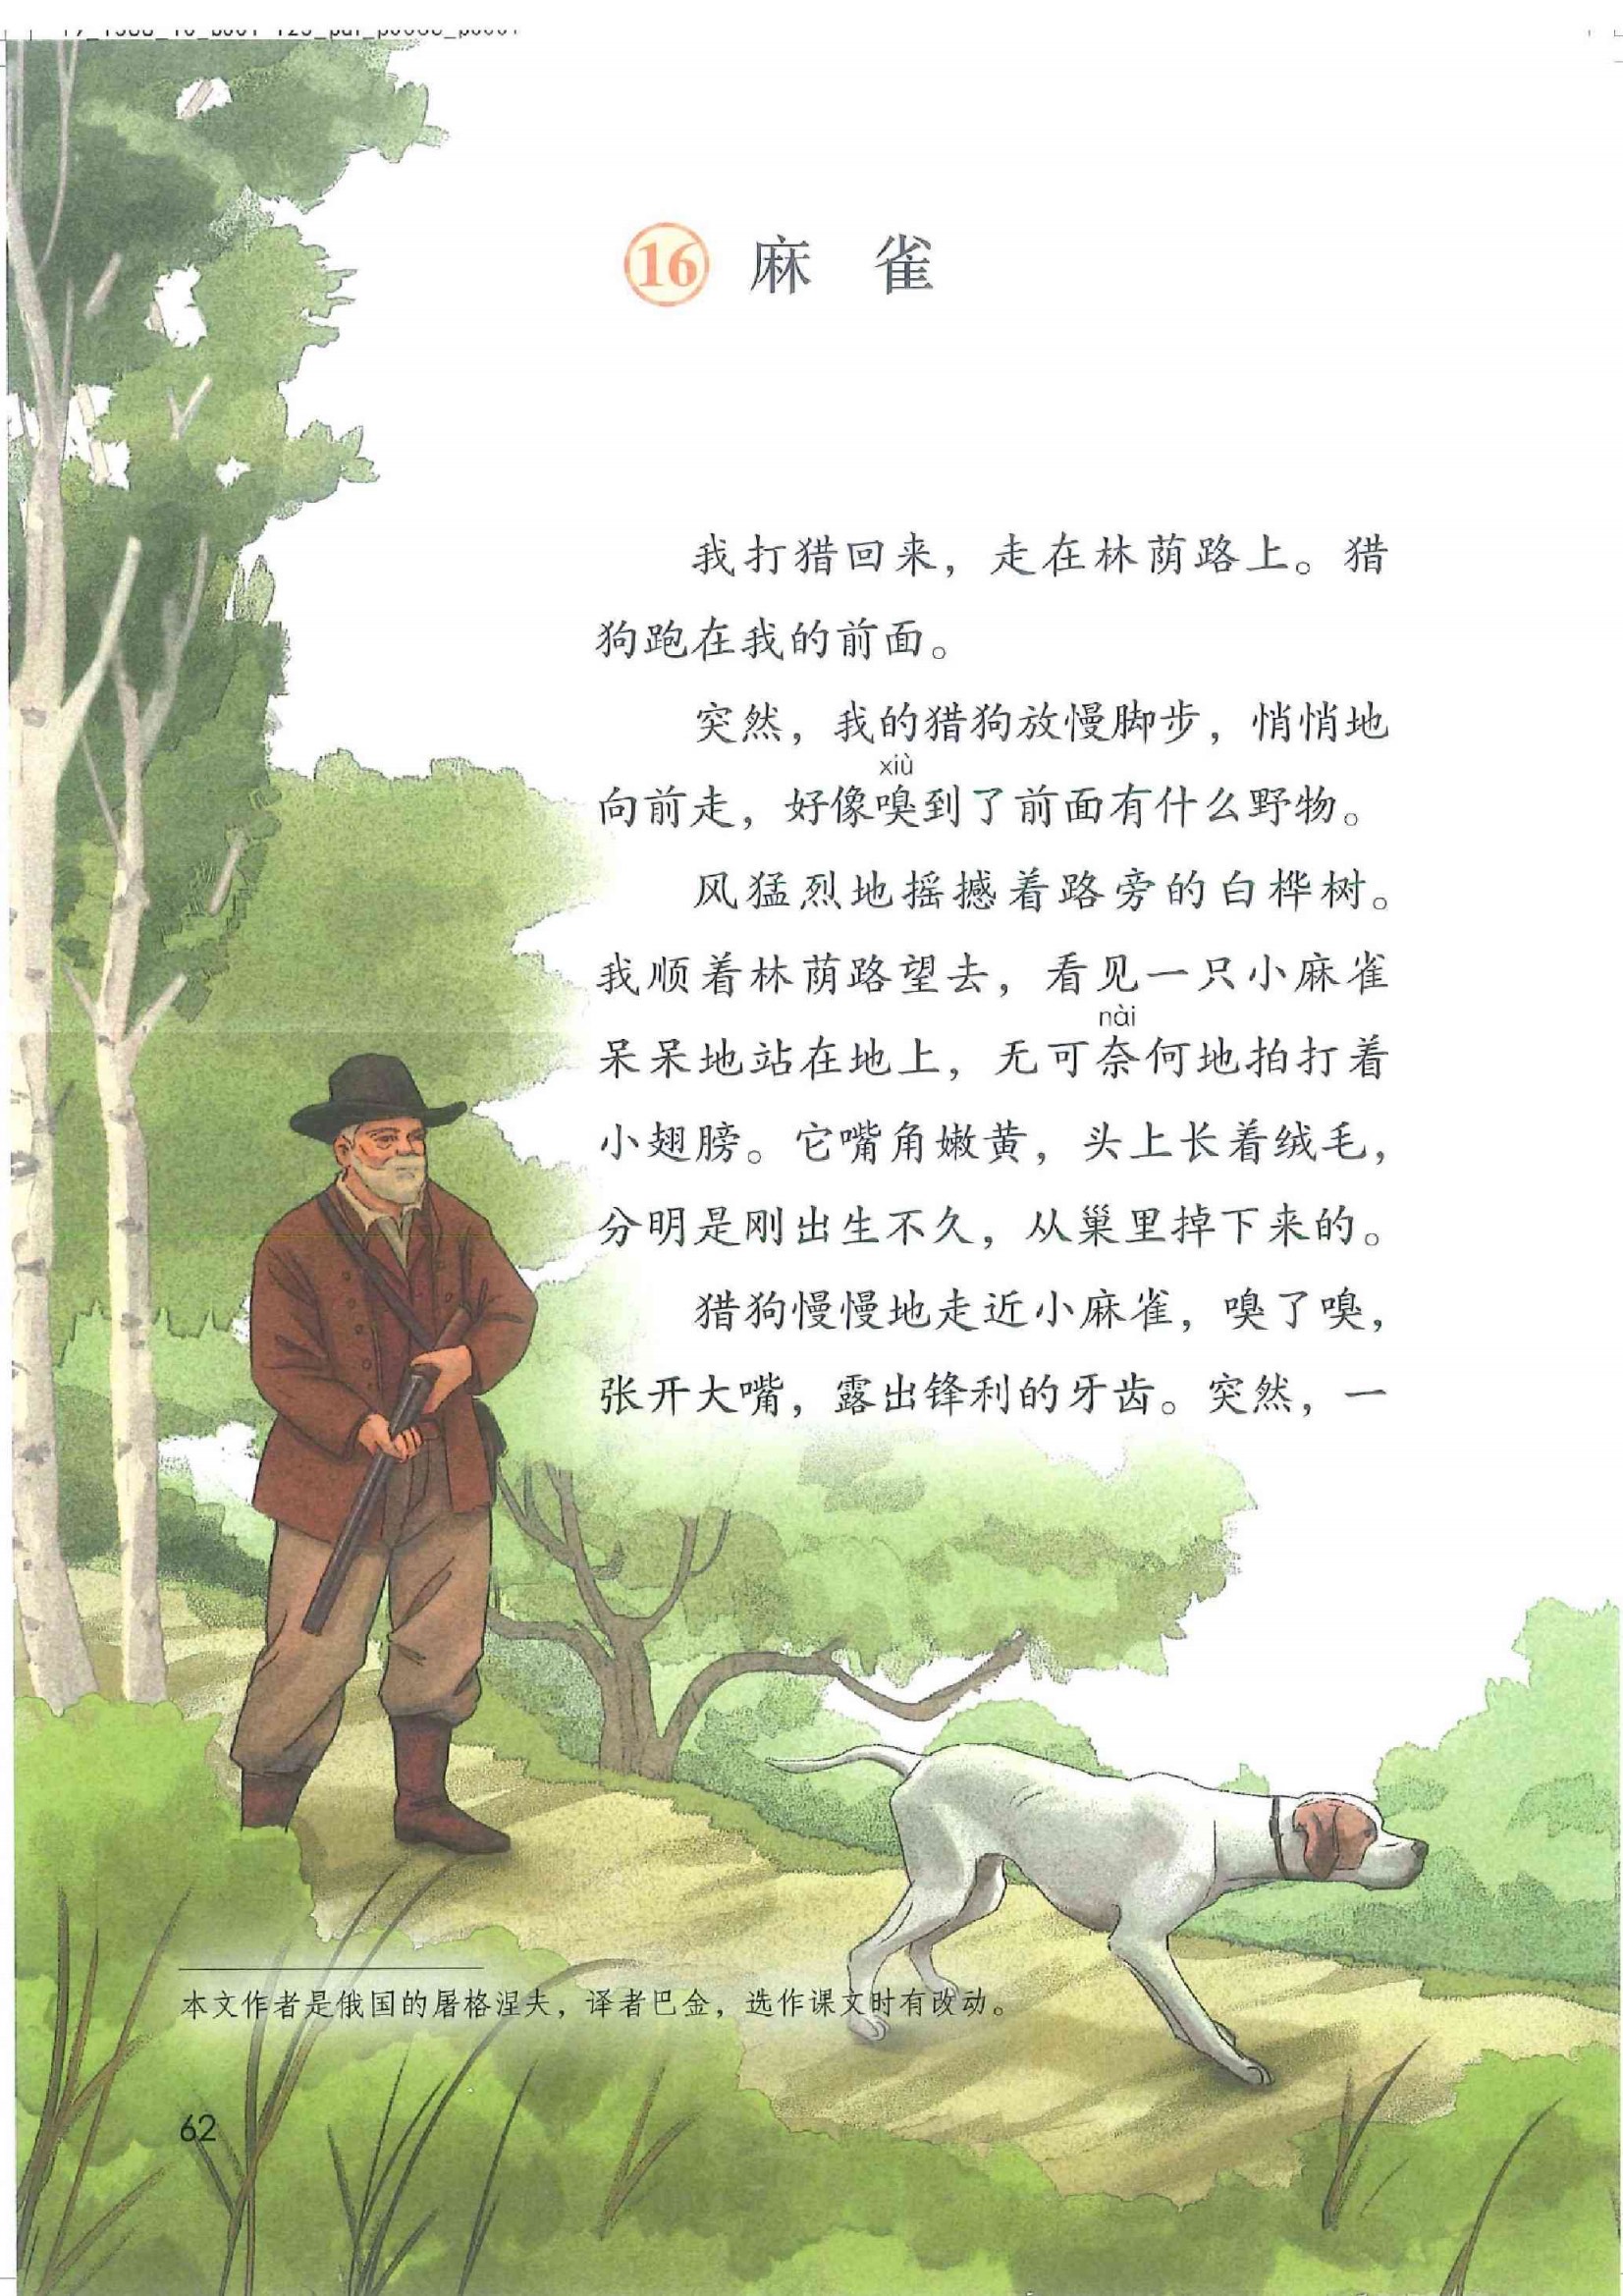 16 麻雀
我打猎回来，走在林荫路上。猎
狗跑在我的前面。
突然，我的猎狗放慢脚步，悄悄地
xiù
向前走，好像嗅到了前面有什么野物。
风猛烈地摇撼着路旁的白桦树。
我顺着林荫路望去，看见一只小麻雀
nài
呆呆地站在地上，无可奈何地拍打着
小翅膀。它嘴角嫩黄，头上长着绒毛，
分明是刚出生不久，从巢里掉下来的。
猎狗慢慢地走近小麻雀，嗅了嗅，
张开大嘴，露出锋利的牙齿。突然，一
本文作者是俄国的屠格涅夫，译者巴金，选作课文时有改动。
62